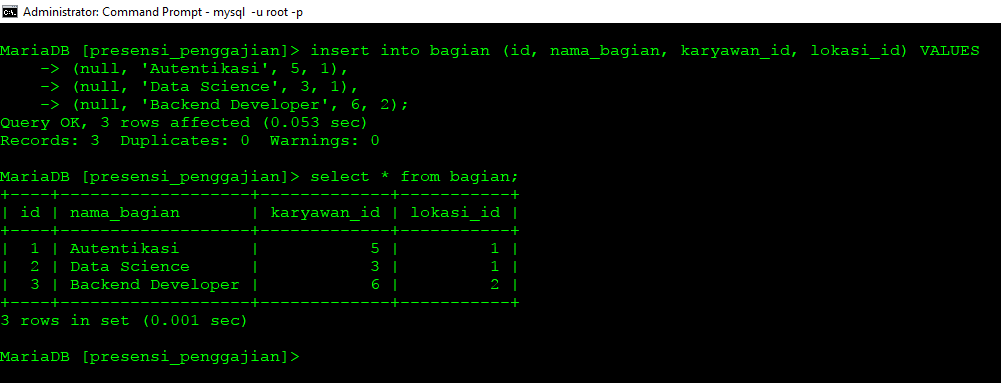 Administrator: Command Prompt - mysql  -u root -p
MariaDB [presensi_penggajian]> insert into bagian (id, nama_bagian, karyawan_id, lokasi_id) VALUES
    -> (null, 'Autentikasi', 5, 1),
    -> (null, 'Data Science', 3, 1),
    -> (null, 'Backend Developer', 6, 2);
Query OK, 3 rows affected (0.053 sec)
Records: 3  Duplicates: 0  Warnings: 0
MariaDB [presensi_penggajian]> select * from bagian;
+----+-------------------+-------------+-----------+
| id | nama_bagian       | karyawan_id | lokasi_id |
+----+-------------------+-------------+-----------+
|  1 | Autentikasi       |           5 |         1 |
|  2 | Data Science      |           3 |         1 |
|  3 | Backend Developer |           6 |         2 |
+----+-------------------+-------------+-----------+
3 rows in set (0.001 sec)
MariaDB [presensi_penggajian]>